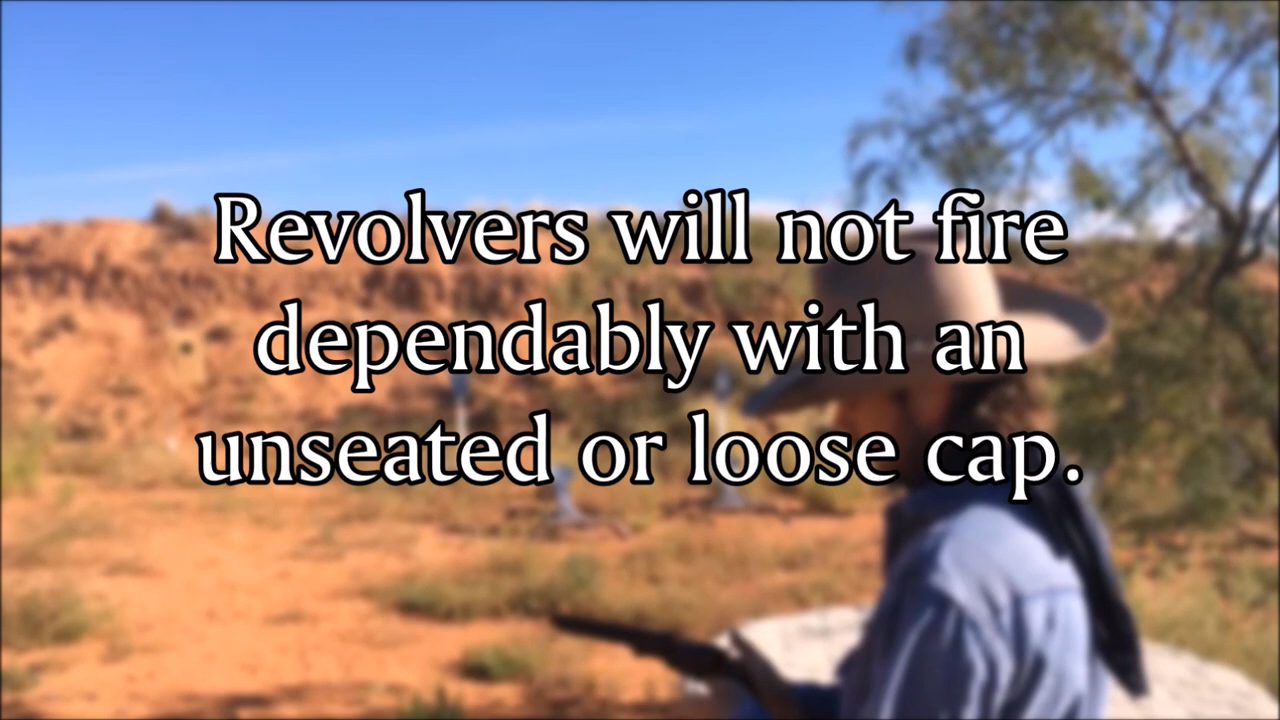 Revolvers will not fire
dependably with an
unseated or loose cap.